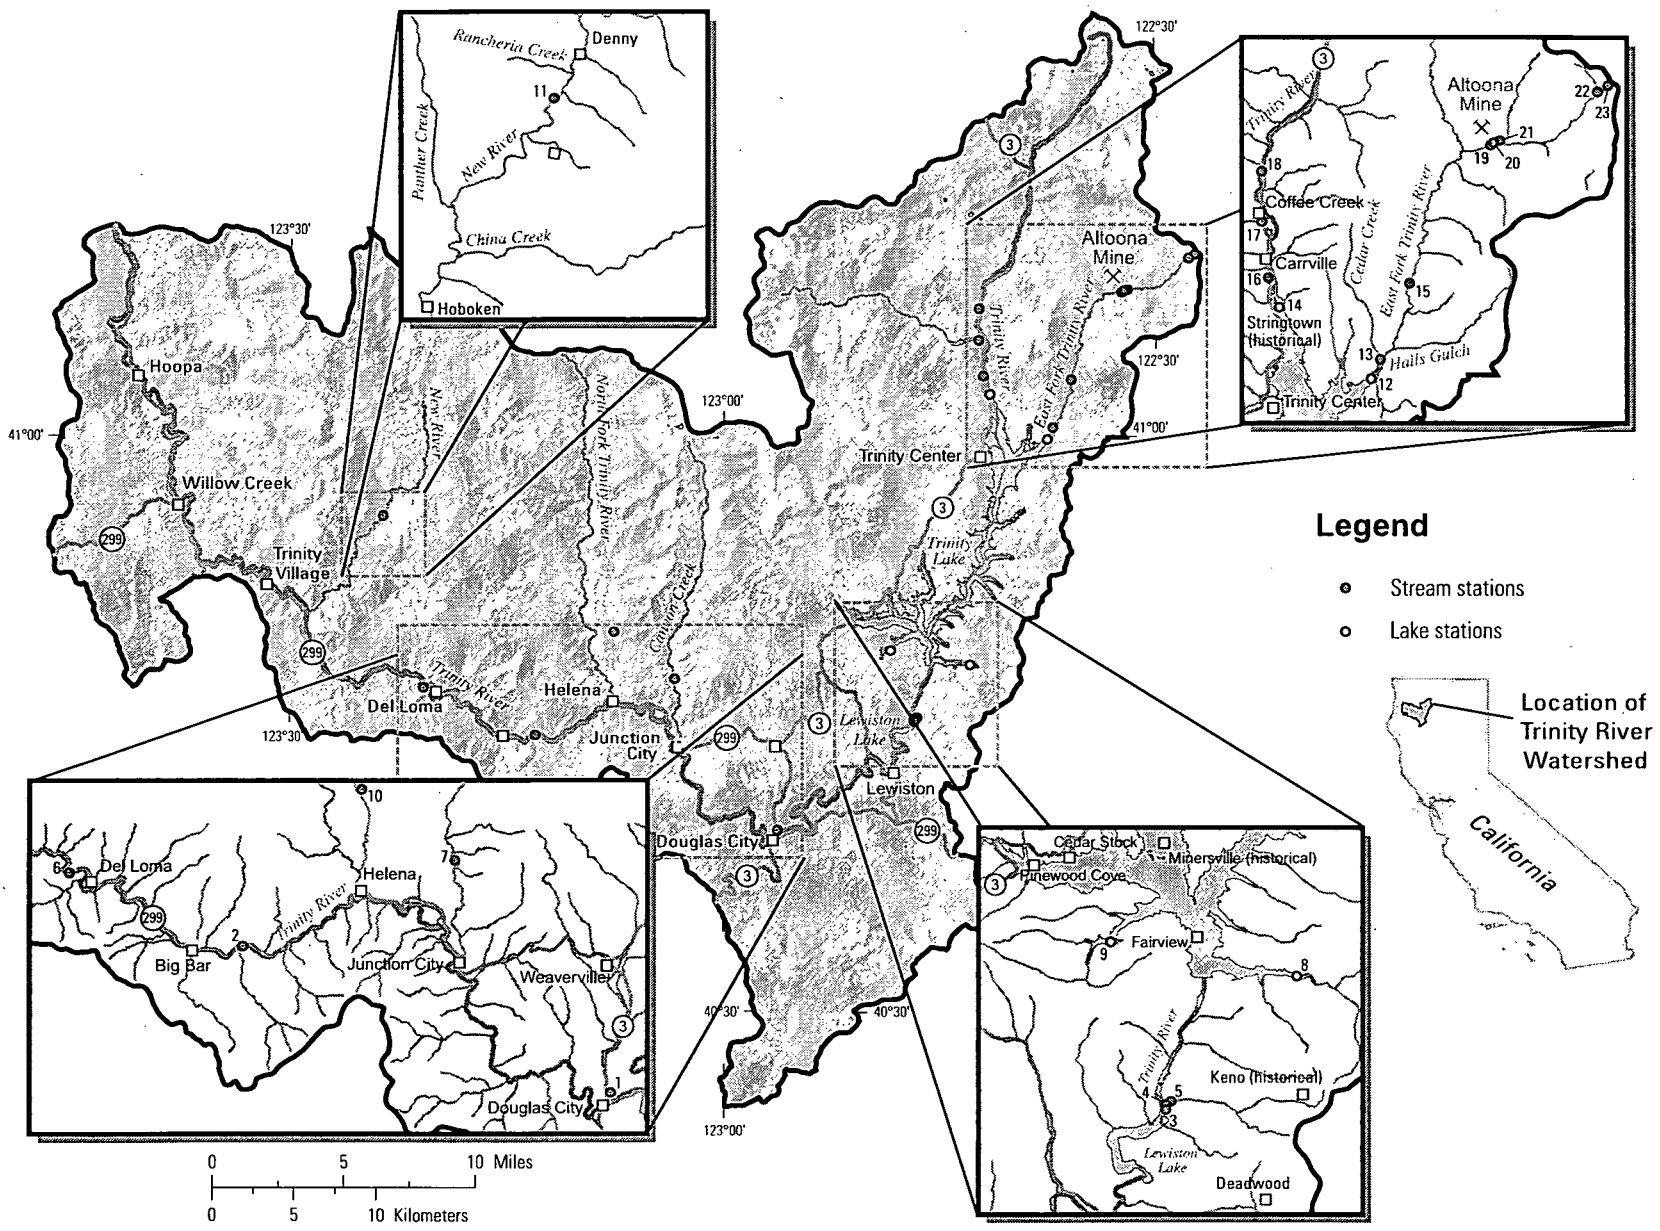 Rancheria Creek
Denny
11
Panther Creek
New River
China Creek
Hoboken
122°30'
3
Trinity River
Altoona
Mine
22
23
21
19
20
18
Coffee Creek
17
Cedar Creek
East Fork Trinity River
Carrville
16
15
14
Stringtown
(historical)
13
Halls Gulch
12
Trinity Center
123°30'
3
Altoona
Mine
Trinity River
East Fork Trinity River
122°30'
Hoopa
New River
North Fork Trinity River
123°00'
41°00'
41°00'
Trinity Center
Willow Creek
299
3
Trinity
Lake
Trinity
Village
Canyon Creek
299
Trinity River
Del Loma
Helena
123°30'
Junction
City
299
3
Lewiston
Lake
Lewiston
Douglas City
299
3
40°30'
40°30'
123°00'
Legend
Stream stations
Lake stations
Location of
Trinity River
Watershed
California
10
6
Del Loma
7
Helena
299
Trinity River
2
Big Bar
Junction City
Weaverville
3
1
Douglas City
Cedar Stock
Minersville (historical)
3
Pinewood Cove
Fairview
9
8
Trinity River
Keno (historical)
4
5
3
Lewiston
Lake
Deadwood
0 5 10 Miles
0 5 10 Kilometers